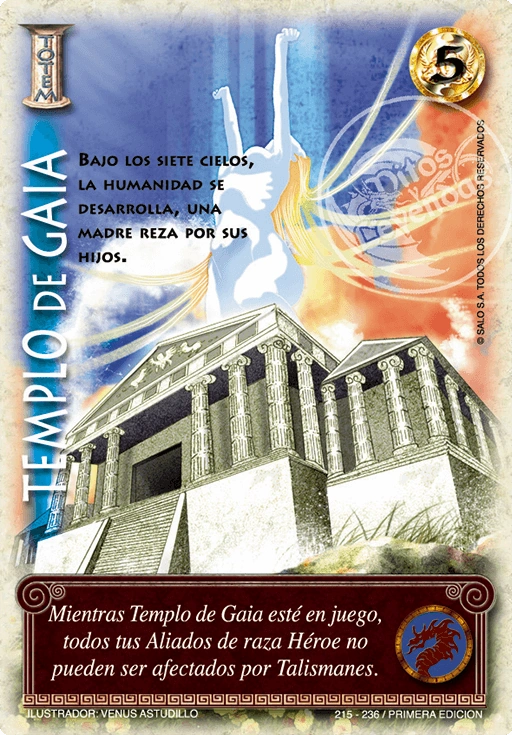 TOTEM
5
TEMPLO DE GAIA
BAJO LOS SIETE CIELOS,
LA HUMANIDAD SE
DESARROLLA, UNA
MADRE REZA POR SUS
HIJOS.
Mitos
y
Leyendas
© SALO S.A. TODOS LOS DERECHOS RESERVADOS
Mientras Templo de Gaia esté en juego,
todos tus Aliados de raza Héroe no
pueden ser afectados por Talismanes.
ILUSTRADOR: VENUS ASTUDILLO
215 - 236 / PRIMERA EDICION